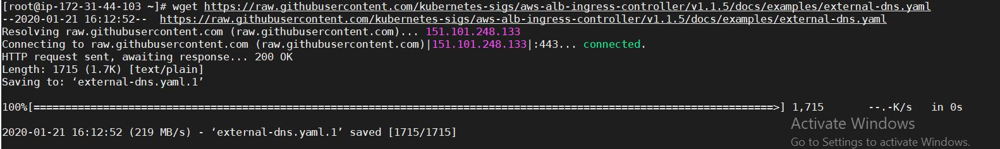 [root@ip-172-31-44-103 ~]# wget https://raw.githubusercontent.com/kubernetes-sigs/aws-alb-ingress-controller/v1.1.5/docs/examples/external-dns.yaml
--2020-01-21 16:12:52--  https://raw.githubusercontent.com/kubernetes-sigs/aws-alb-ingress-controller/v1.1.5/docs/examples/external-dns.yaml
Resolving raw.githubusercontent.com (raw.githubusercontent.com)... 151.101.248.133
Connecting to raw.githubusercontent.com (raw.githubusercontent.com)|151.101.248.133|:443... connected.
HTTP request sent, awaiting response... 200 OK
Length: 1715 (1.7K) [text/plain]
Saving to: ‘external-dns.yaml.1’
100%[=====================================================================================================================>] 1,715       --.-K/s   in 0s
2020-01-21 16:12:52 (219 MB/s) - ‘external-dns.yaml.1’ saved [1715/1715]
Activate Windows
Go to Settings to activate Windows.